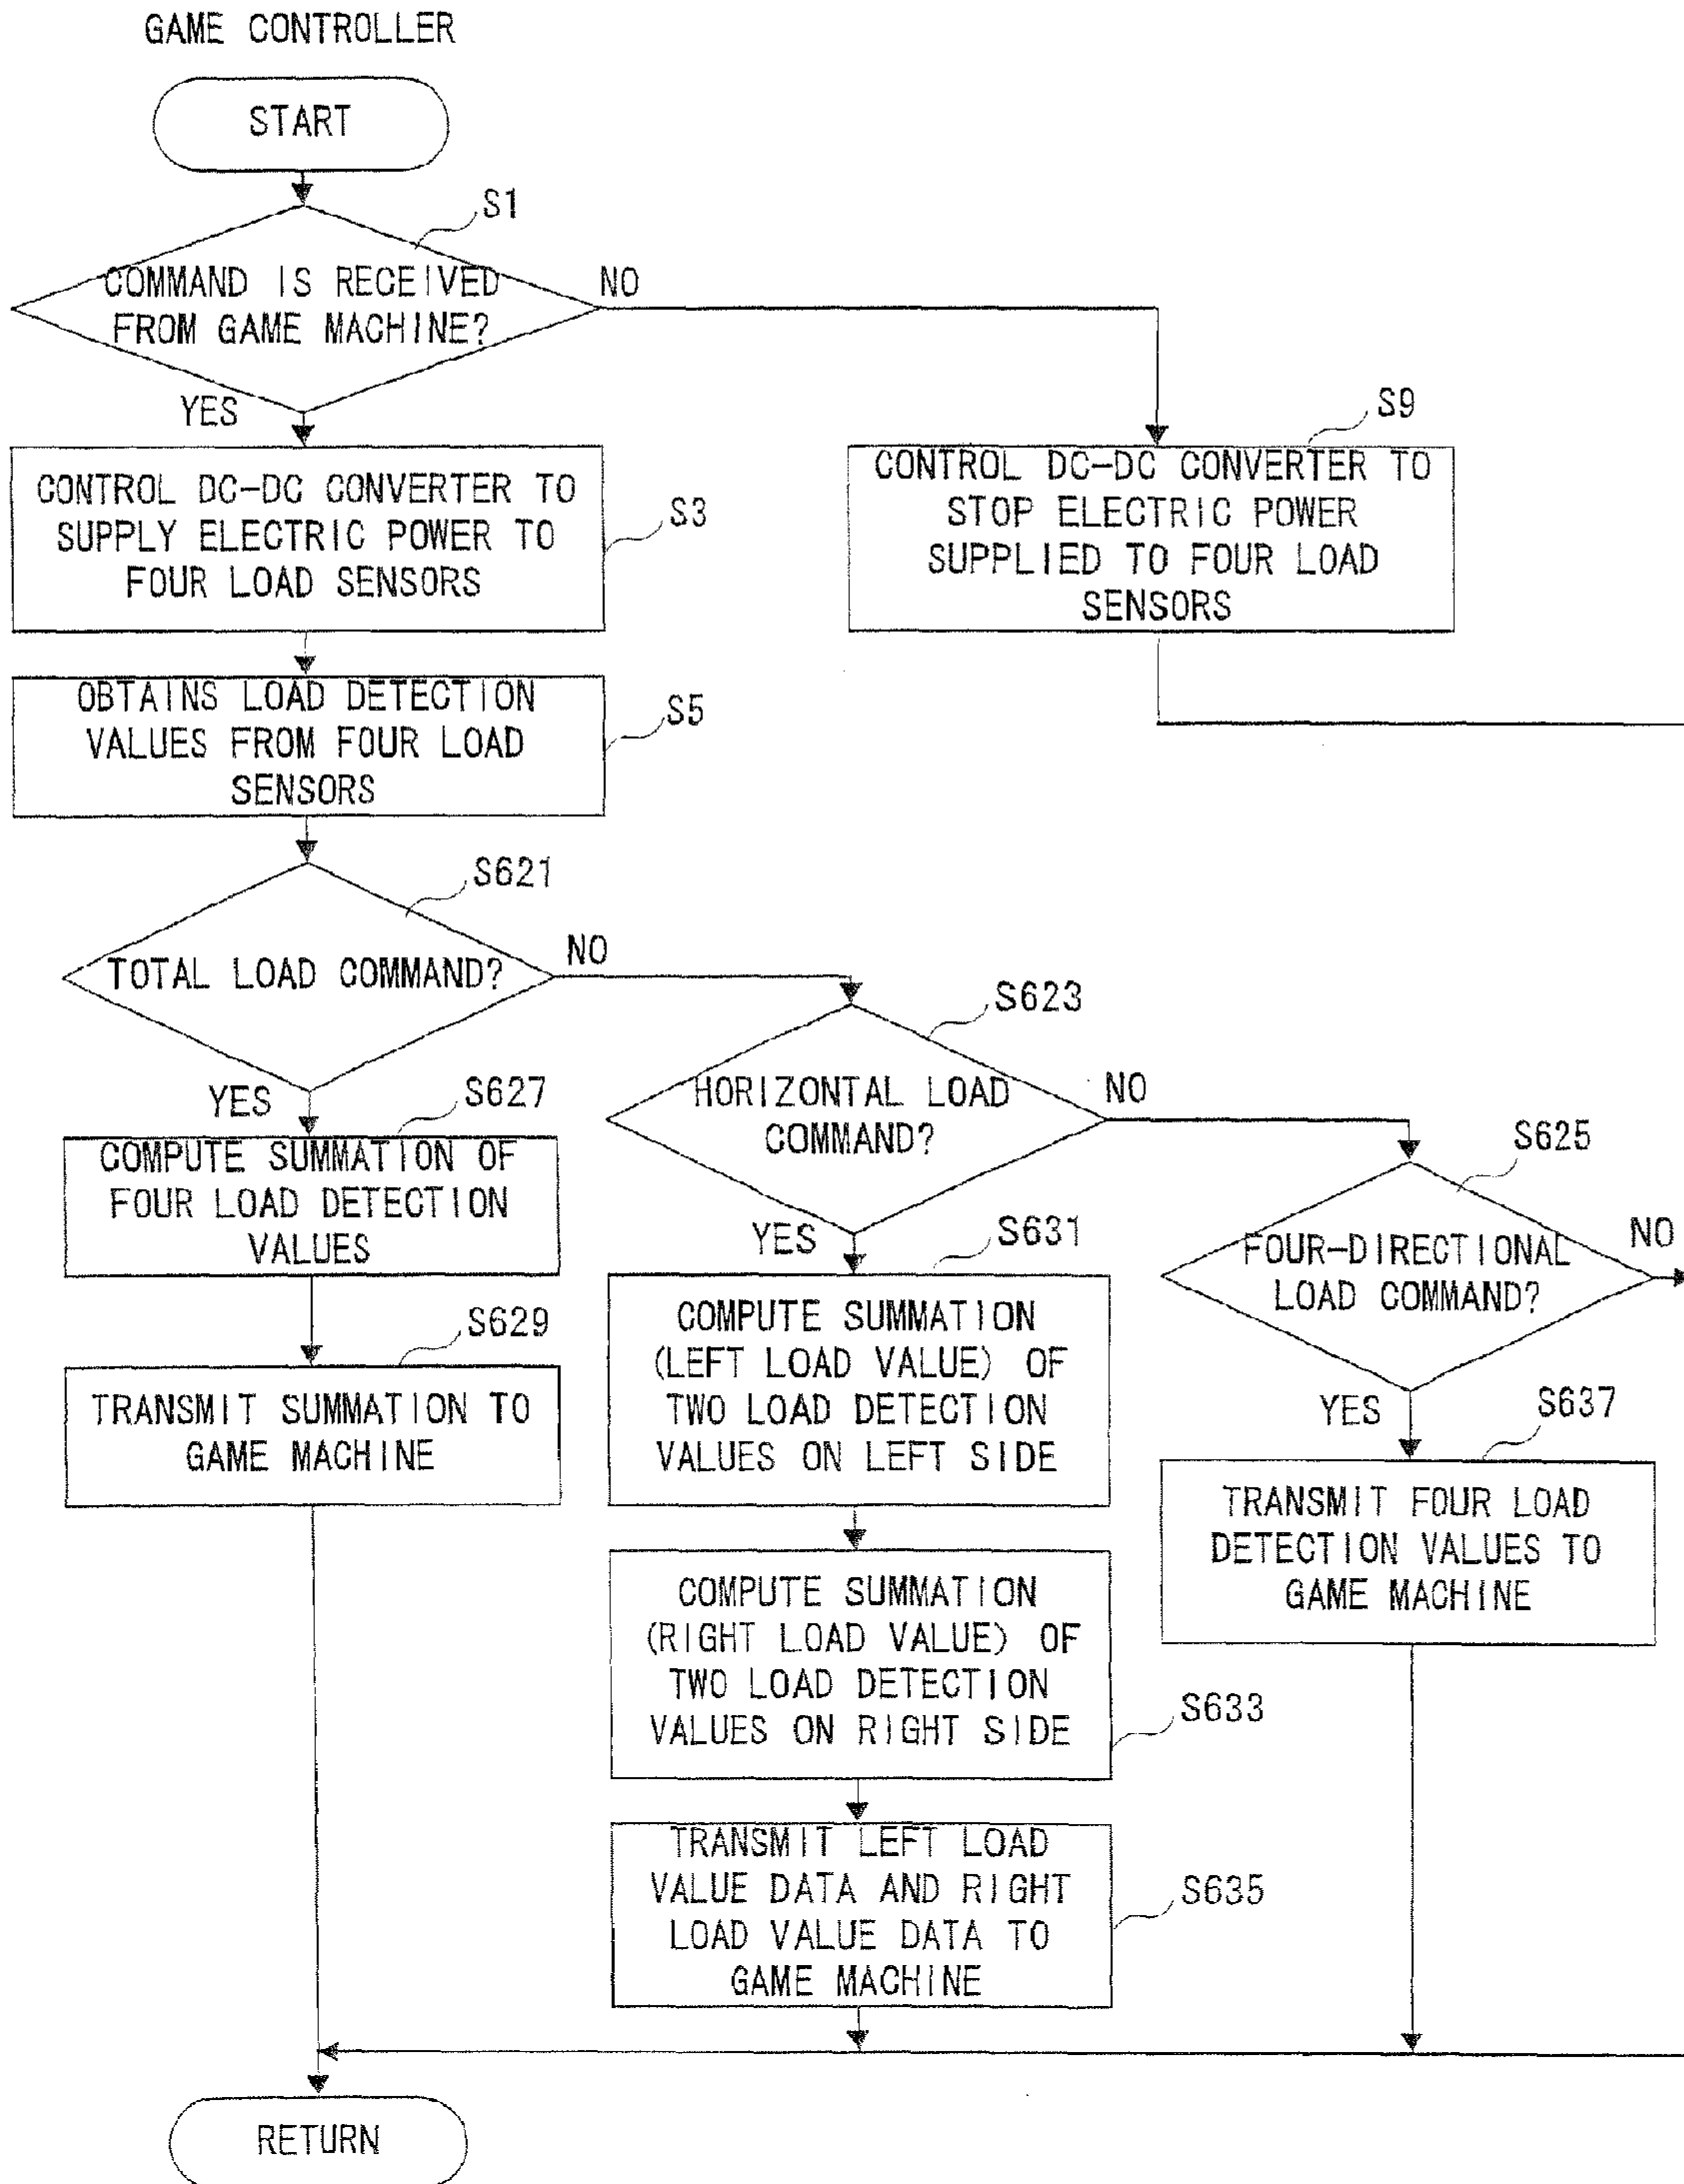 GAME CONTROLLER
START
S1
COMMAND IS RECEIVED
FROM GAME MACHINE?
NO
YES
S9
CONTROL DC-DC CONVERTER TO
STOP ELECTRIC POWER
SUPPLIED TO FOUR LOAD
SENSORS
CONTROL DC-DC CONVERTER TO
SUPPLY ELECTRIC POWER TO
FOUR LOAD SENSORS
S3
OBTAINS LOAD DETECTION
VALUES FROM FOUR LOAD
SENSORS
S5
S621
TOTAL LOAD COMMAND?
NO
YES
S623
HORIZONTAL LOAD
COMMAND?
NO
YES
S625
FOUR-DIRECTIONAL
LOAD COMMAND?
NO
YES
S627
COMPUTE SUMMATION OF
FOUR LOAD DETECTION
VALUES
S629
TRANSMIT SUMMATION TO
GAME MACHINE
S631
COMPUTE SUMMATION
(LEFT LOAD VALUE) OF
TWO LOAD DETECTION
VALUES ON LEFT SIDE
COMPUTE SUMMATION
(RIGHT LOAD VALUE) OF
TWO LOAD DETECTION
VALUES ON RIGHT SIDE
S633
TRANSMIT LEFT LOAD
VALUE DATA AND RIGHT
LOAD VALUE DATA TO
GAME MACHINE
S635
S637
TRANSMIT FOUR LOAD
DETECTION VALUES TO
GAME MACHINE
RETURN